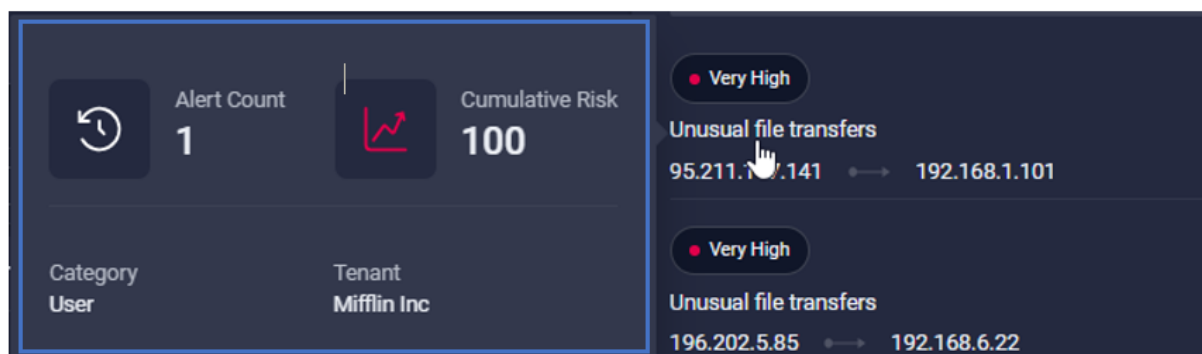 Alert Count
1
Cumulative Risk
100
Category
User
Tenant
Mifflin Inc
Very High
Unusual file transfers
192.168.1.101
Very High
Unusual file transfers
196.202.5.85
192.168.6.22